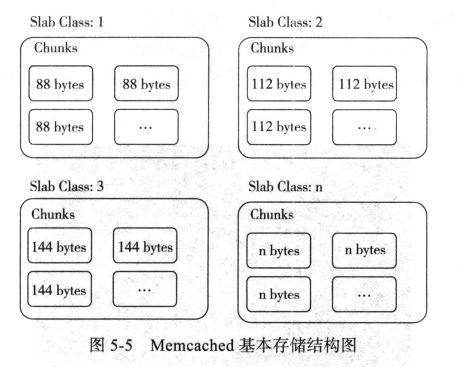 Slab Class: 1
Slab Class: 2
Chunks
Chunks
88 bytes
88 bytes
112 bytes
112 bytes
88 bytes
...
112 bytes
...
Slab Class: 3
Slab Class: n
Chunks
Chunks
144 bytes
144 bytes
n bytes
n bytes
144 bytes
...
n bytes
...
图 5-5 Memcached 基本存储结构图